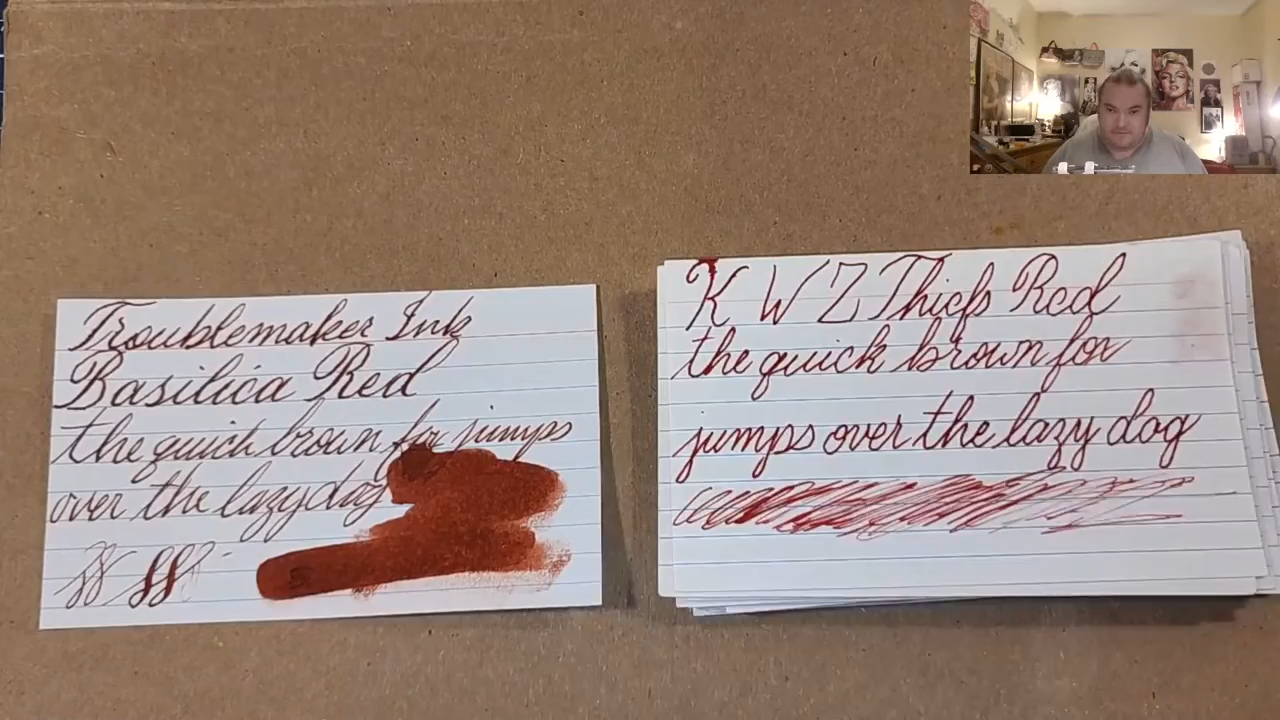 Troublemaker Ink
Basilica Red
the quick brown fox jumps
over the lazy dog
K W Z Thiefs Red
the quick brown fox
jumps over the lazy dog